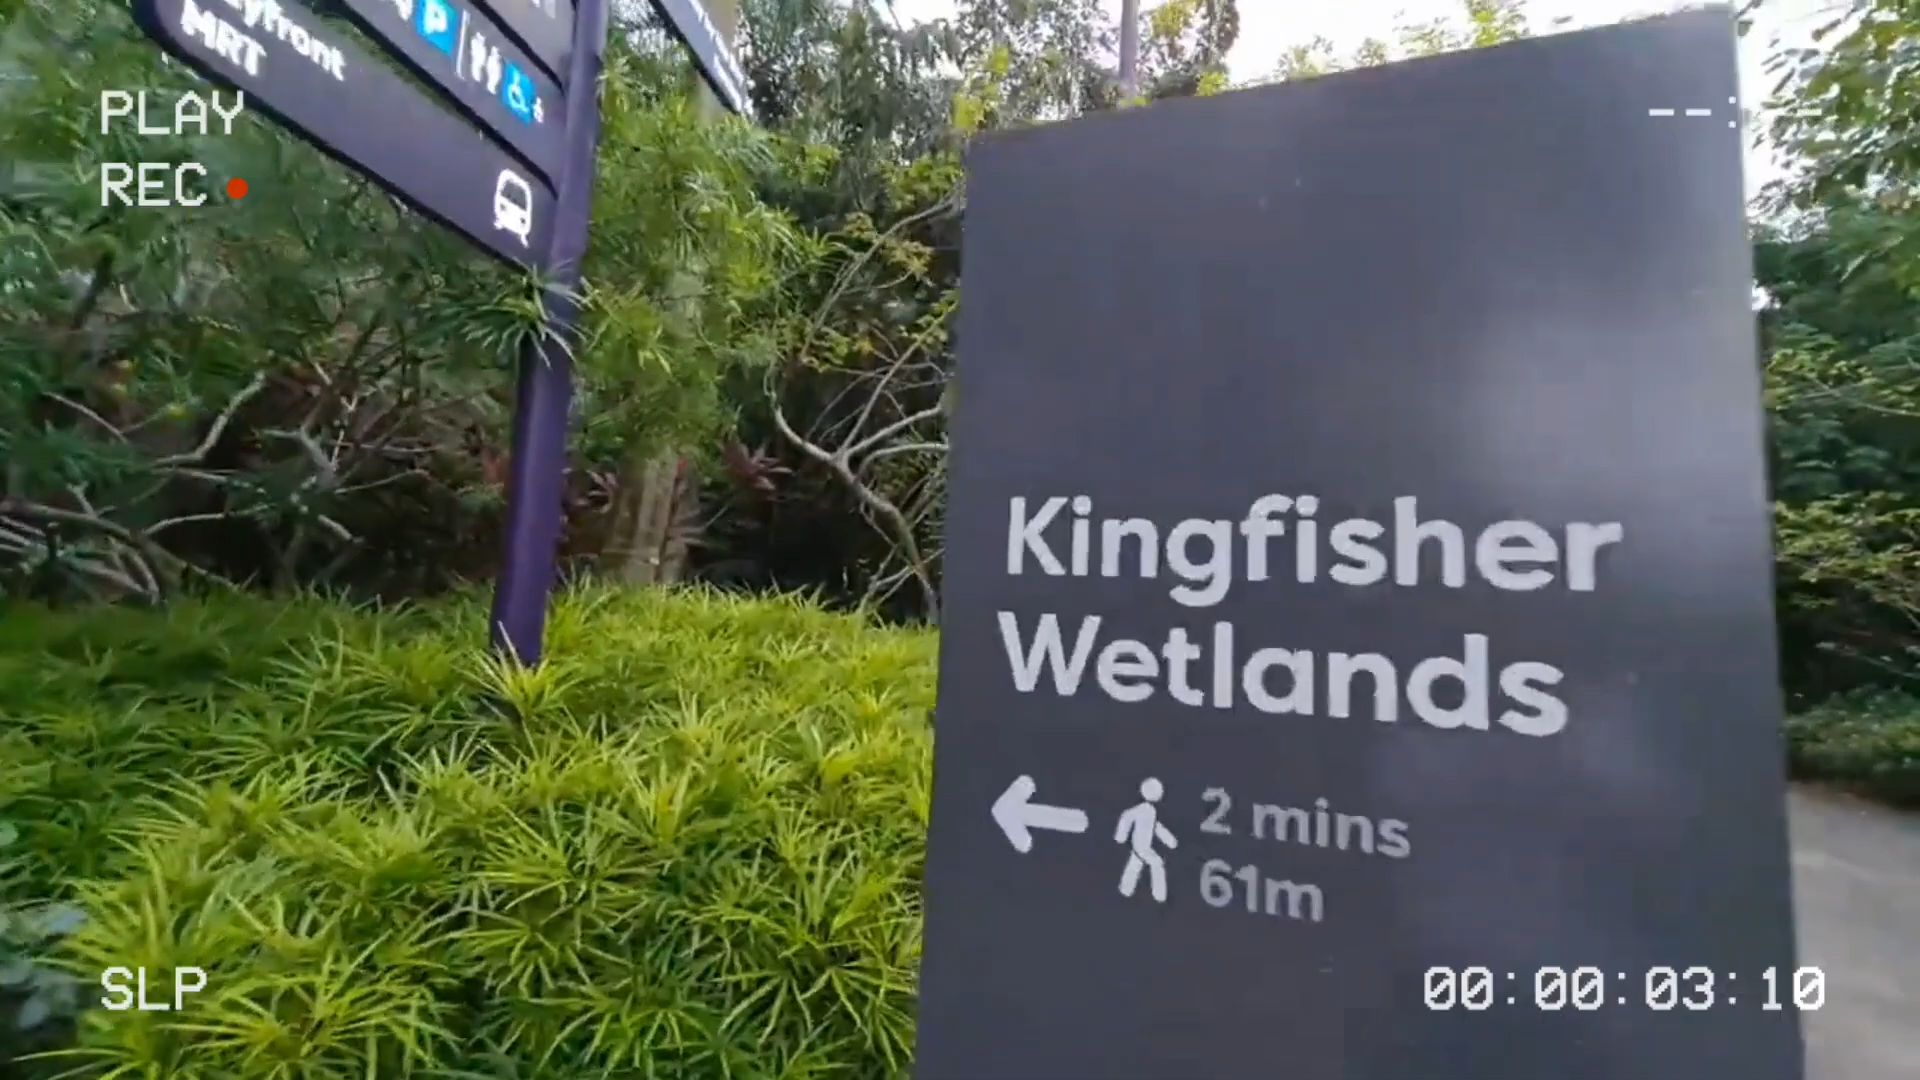 MRT
P
PLAY
REC
--:--
Kingfisher
Wetlands
2 mins
61m
SLP
00:00:03:10